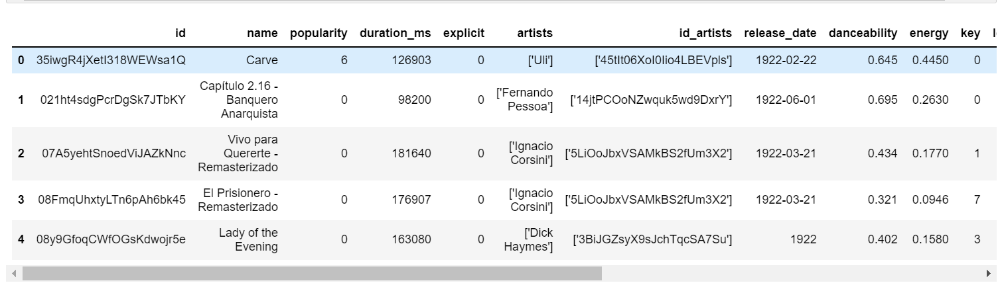 id name popularity duration_ms explicit artists id_artists release_date danceability energy key
0 35iwgR4jXetI318WEWsa1Q Carve 6 126903 0 ['Uli'] ['45tIt06XoI0Iio4LBEVpls'] 1922-02-22 0.645 0.4450 0
Capítulo 2.16 -
1 021ht4sdgPcrDgSk7JTbKY Banquero 0 98200 0 ['Fernando ['14jtPCOoNZwquk5wd9DxrY'] 1922-06-01 0.695 0.2630 0
Anarquista Pessoa']
Vivo para
2 07A5yehtSnoedViJAZkNnc Quererte - 0 181640 0 ['Ignacio ['5LiOoJbxVSAMkBS2fUm3X2'] 1922-03-21 0.434 0.1770 1
Remasterizado Corsini']
El Prisionero - ['Ignacio
3 08FmqUhxtyLTn6pAh6bk45 Remasterizado 0 176907 0 Corsini'] ['5LiOoJbxVSAMkBS2fUm3X2'] 1922-03-21 0.321 0.0946 7
Lady of the ['Dick
4 08y9GfoqCWfOGsKdwojr5e Evening 0 163080 0 Haymes'] ['3BiJGZsyX9sJchTqcSA7Su'] 1922 0.402 0.1580 3